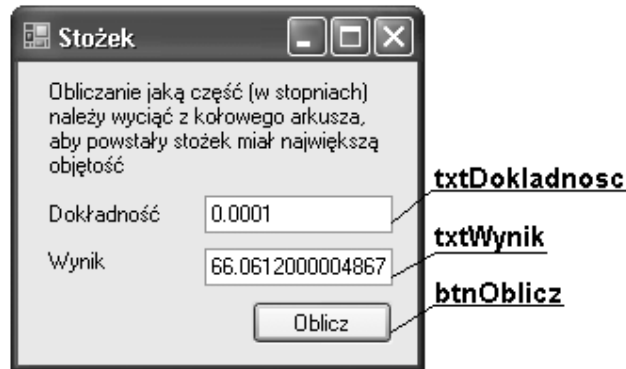 Stożek
Obliczanie jaką część (w stopniach)
należy wyciąć z kołowego arkusza,
aby powstały stożek miał największą
objętość
txtDokladnosc
Dokładność 0.0001
txtWynik
Wynik 66.0612000004867
btnOblicz
Oblicz